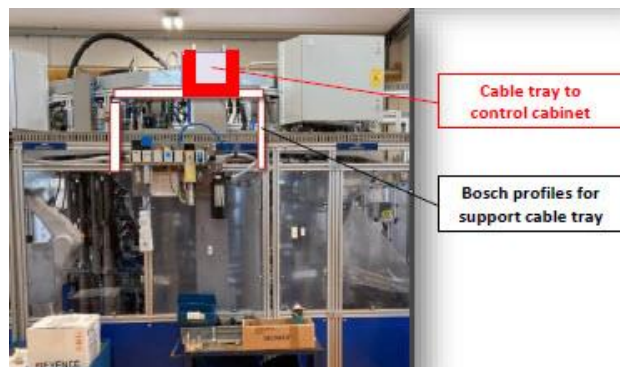 Cable tray to
control cabinet
Bosch profiles for
support cable tray
KEYENCE